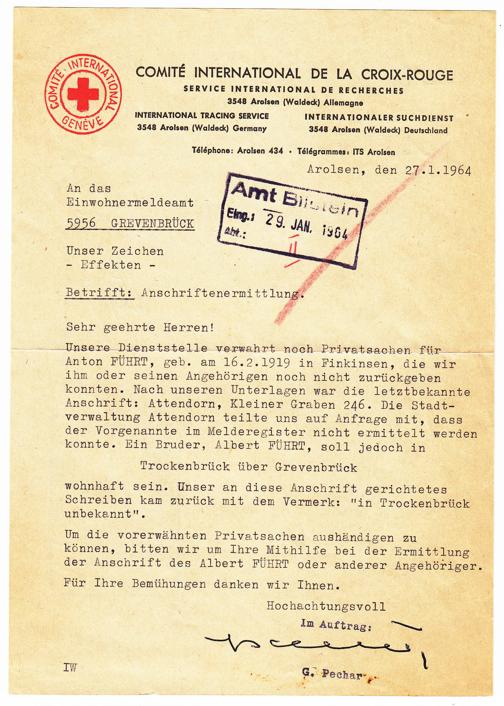 COMITÉ INTERNATIONAL
GENÈVE
COMITÉ INTERNATIONAL DE LA CROIX-ROUGE
SERVICE INTERNATIONAL DE RECHERCHES
3548 Arolsen (Waldeck) Allemagne
INTERNATIONAL TRACING SERVICE
3548 Arolsen (Waldeck) Germany
INTERNATIONALER SUCHDIENST
3548 Arolsen (Waldeck) Deutschland
Téléphone: Arolsen 434 · Télégrammes: ITS Arolsen
Arolsen, den 27.1.1964
An das
Einwohnermeldeamt
5956 GREVENBRÜCK
Amt Bilstein
Eing.: 29. JAN. 1964
Abt.: II
Unser Zeichen
- Effekten -
Betrifft: Anschriftenermittlung.
Sehr geehrte Herren!
Unsere Dienststelle verwahrt noch Privatsachen für
Anton FÜHRT, geb. am 16.2.1919 in Finkinsen, die wir
ihm oder seinen Angehörigen noch nicht zurückgeben
konnten. Nach unseren Unterlagen war die letztbekannte
Anschrift: Attendorn, Kleiner Graben 246. Die Stadt-
verwaltung Attendorn teilte uns auf Anfrage mit, dass
der Vorgenannte im Melderegister nicht ermittelt werden
konnte. Ein Bruder, Albert FÜHRT, soll jedoch in
Trockenbrück über Grevenbrück
wohnhaft sein. Unser an diese Anschrift gerichtetes
Schreiben kam zurück mit dem Vermerk: "in Trockenbrück
unbekannt".
Um die vorerwähnten Privatsachen aushändigen zu
können, bitten wir um Ihre Mithilfe bei der Ermittlung
der Anschrift des Albert FÜHRT oder anderer Angehöriger.
Für Ihre Bemühungen danken wir Ihnen.
Hochachtungsvoll
Im Auftrag:
G. Pechar
IW